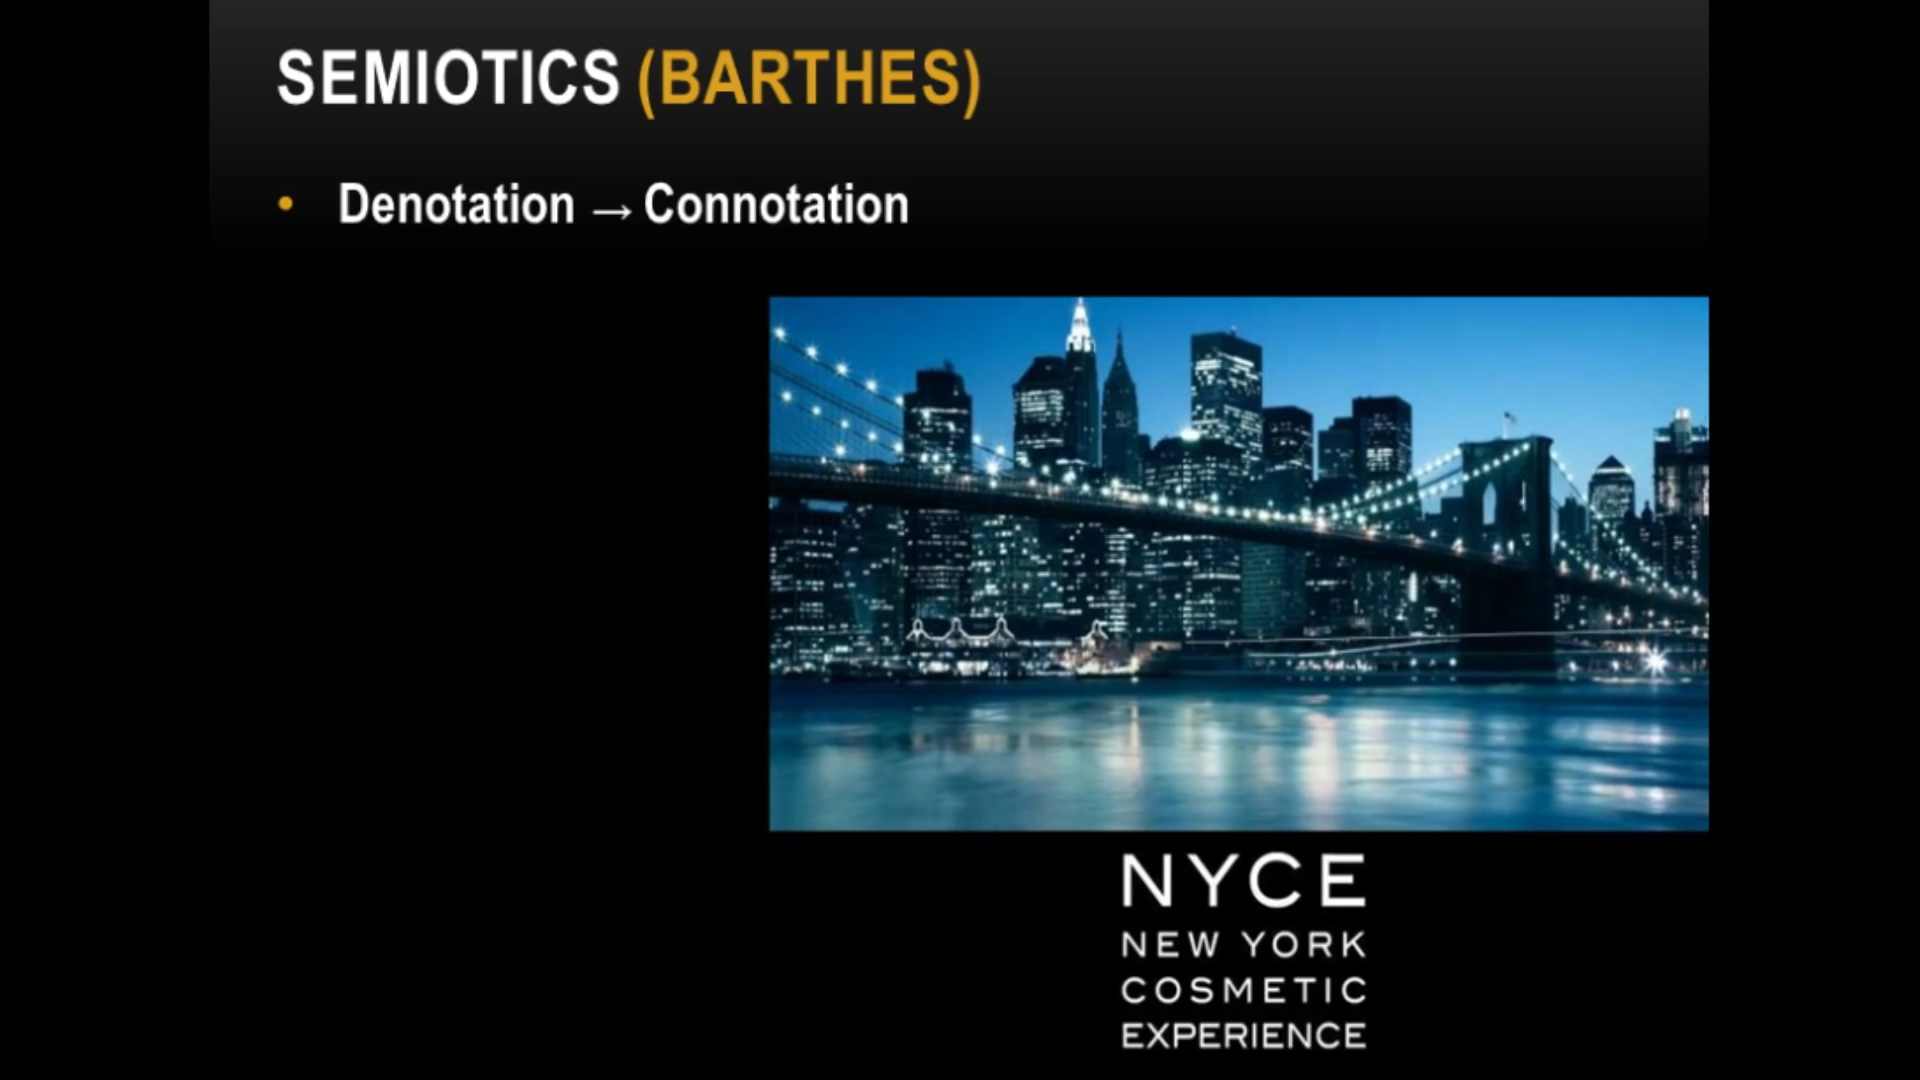 SEMIOTICS (BARTHES)
• Denotation → Connotation
NYCE
NEW YORK
COSMETIC
EXPERIENCE